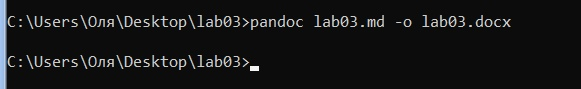 C:\Users\Оля\Desktop\lab03>pandoc lab03.md -o lab03.docx
C:\Users\Оля\Desktop\lab03>